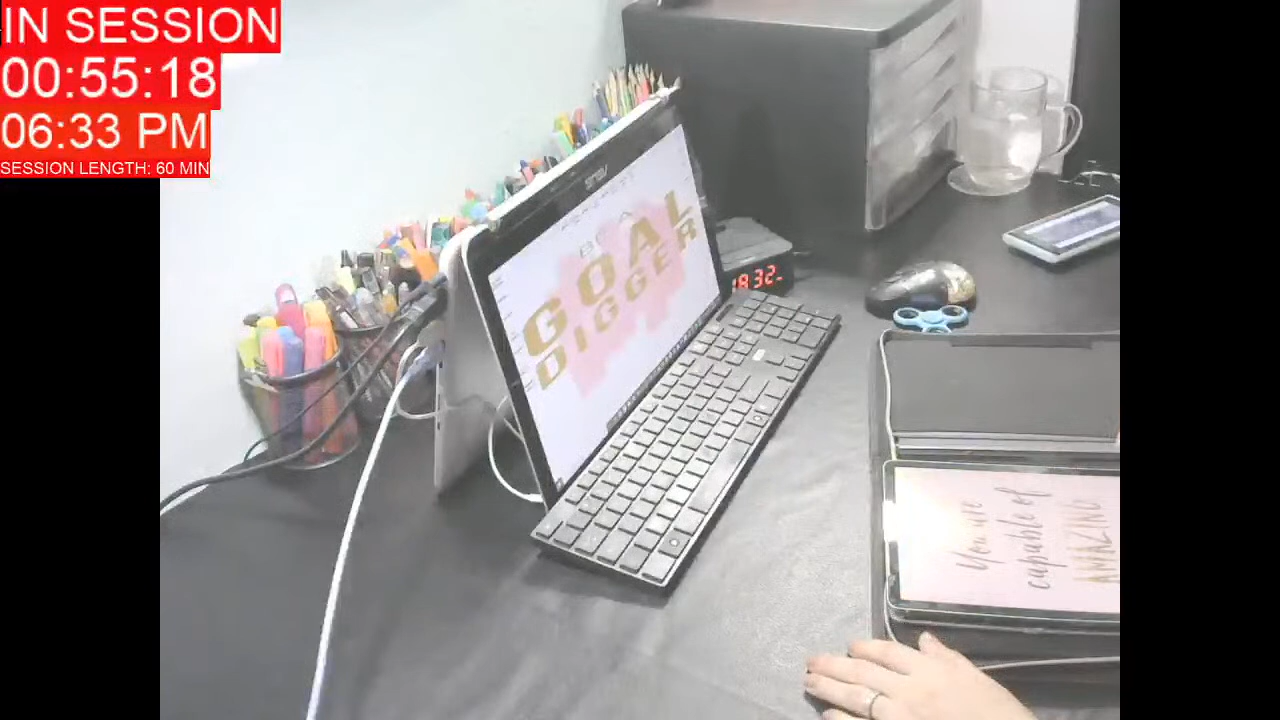 IN SESSION
00:55:18
06:33 PM
SESSION LENGTH: 60 MIN
GOAL
DIGGER
18 32
You are
capable of
AMAZING